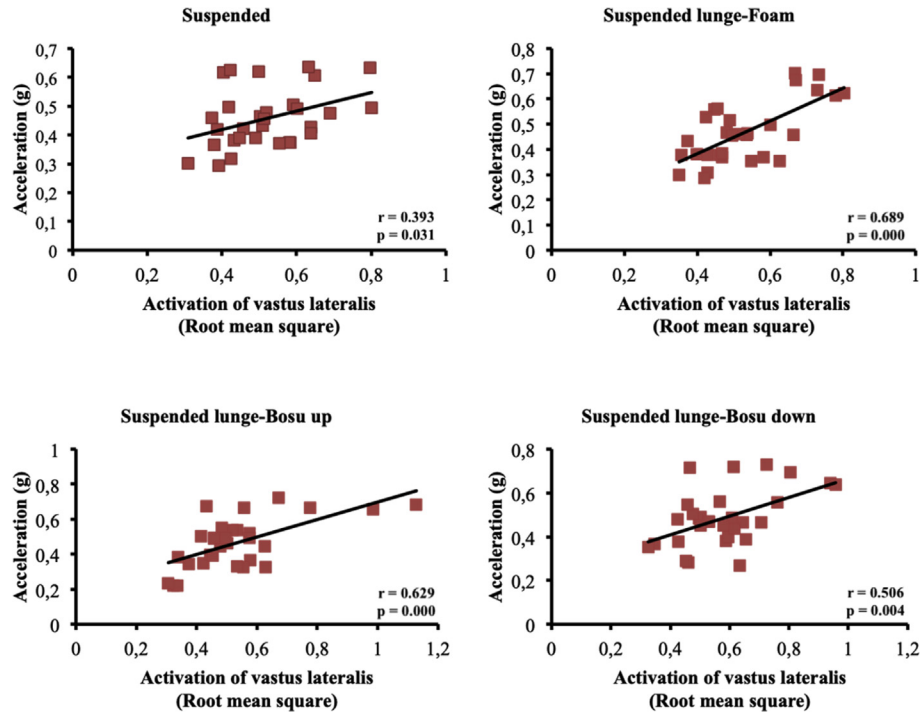 Suspended
0,7
0,6
0,5
0,4
0,3
0,2
0,1
0
Acceleration (g)
r = 0.393
p = 0.031
0 0,2 0,4 0,6 0,8 1
Activation of vastus lateralis
(Root mean square)
Suspended lunge-Foam
0,8
0,7
0,6
0,5
0,4
0,3
0,2
0,1
0
Acceleration (g)
r = 0.689
p = 0.000
0 0,2 0,4 0,6 0,8 1
Activation of vastus lateralis
(Root mean square)
Suspended lunge-Bosu up
1
0,8
0,6
0,4
0,2
0
Acceleration (g)
r = 0.629
p = 0.000
0 0,2 0,4 0,6 0,8 1 1,2
Activation of vastus lateralis
(Root mean square)
Suspended lunge-Bosu down
0,8
0,6
0,4
0,2
0
Acceleration (g)
r = 0.506
p = 0.004
0 0,2 0,4 0,6 0,8 1 1,2
Activation of vastus lateralis
(Root mean square)